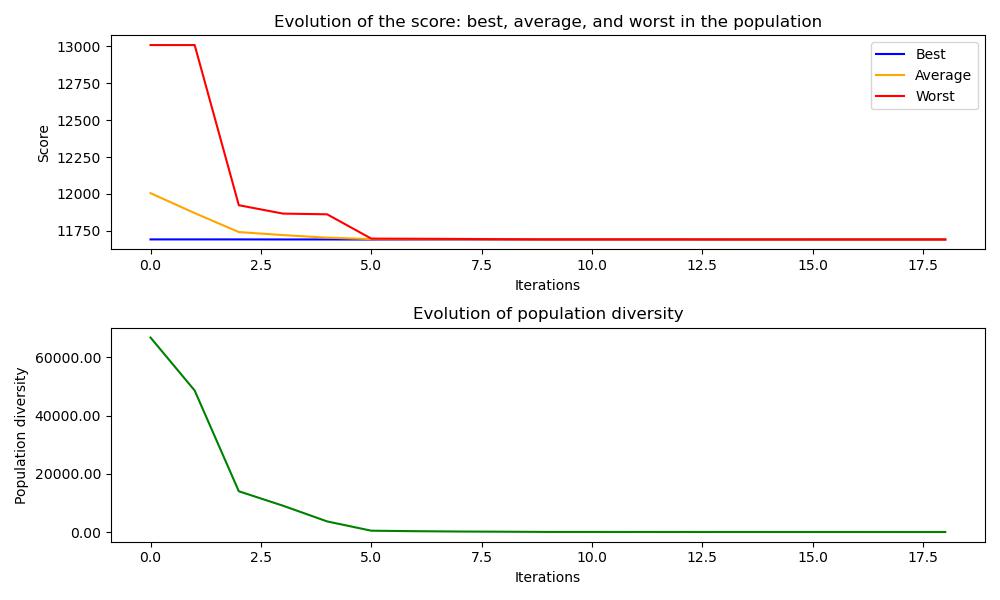 Evolution of the score: best, average, and worst in the population
13000
12750
12500
12250
12000
11750
Score
Best
Average
Worst
0.0 2.5 5.0 7.5 10.0 12.5 15.0 17.5
Iterations
Evolution of population diversity
60000.00
40000.00
20000.00
0.00
Population diversity
0.0 2.5 5.0 7.5 10.0 12.5 15.0 17.5
Iterations